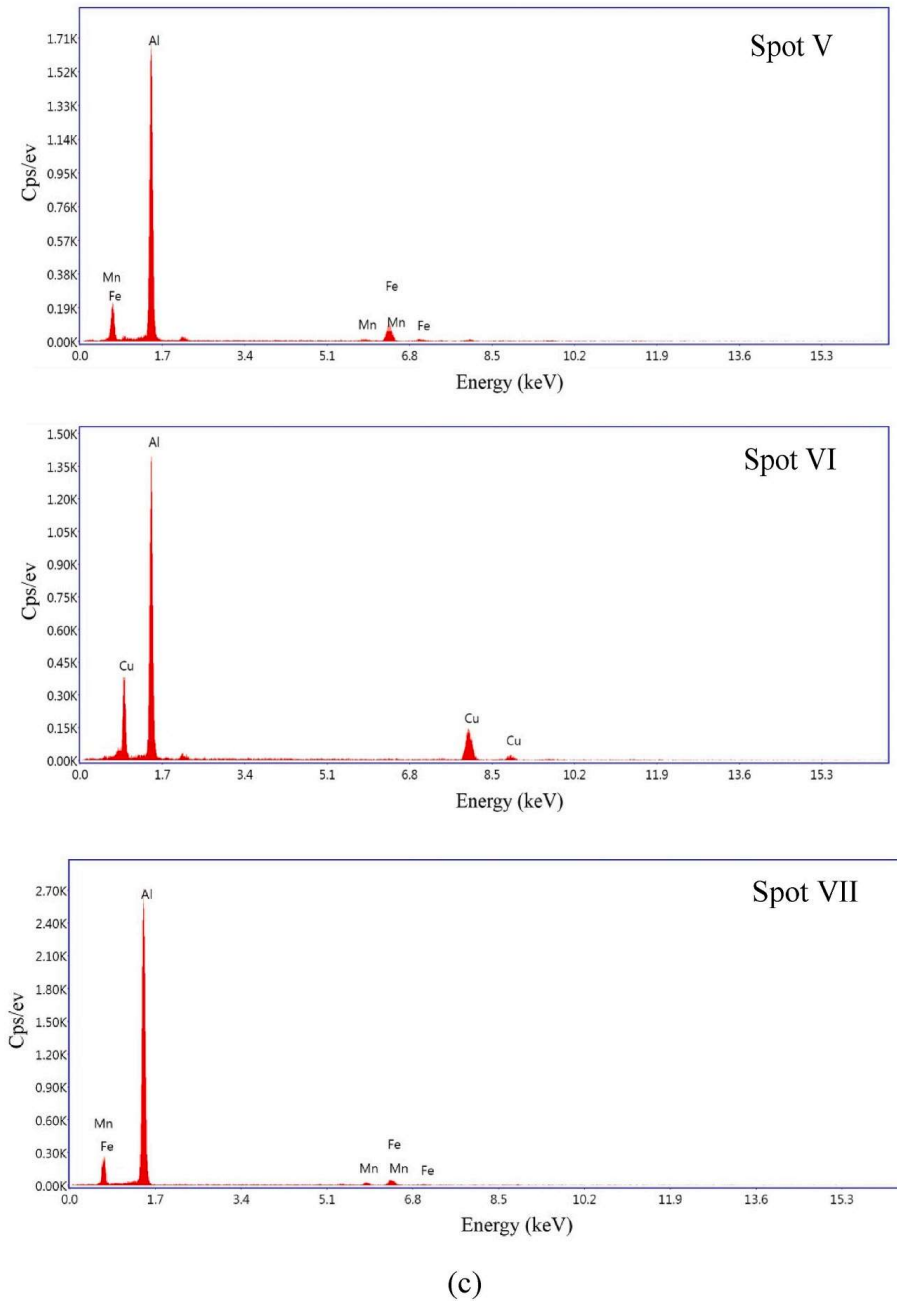 Spot V
1.71K
Al
1.52K
1.33K
1.14K
0.95K
0.76K
0.57K
0.38K
0.19K
0.00K
Cps/ev
Mn
Fe
Fe
Mn
Mn
Fe
0.0 1.7 3.4 5.1 6.8 8.5 10.2 11.9 13.6 15.3
Energy (keV)
Spot VI
1.50K
Al
1.35K
1.20K
1.05K
0.90K
0.75K
0.60K
0.45K
0.30K
0.15K
0.00K
Cps/ev
Cu
Cu
Cu
0.0 1.7 3.4 5.1 6.8 8.5 10.2 11.9 13.6 15.3
Energy (keV)
Spot VII
2.70K
Al
2.40K
2.10K
1.80K
1.50K
1.20K
0.90K
0.60K
0.30K
0.00K
Cps/ev
Mn
Fe
Fe
Mn
Mn
Fe
0.0 1.7 3.4 5.1 6.8 8.5 10.2 11.9 13.6 15.3
Energy (keV)
(c)